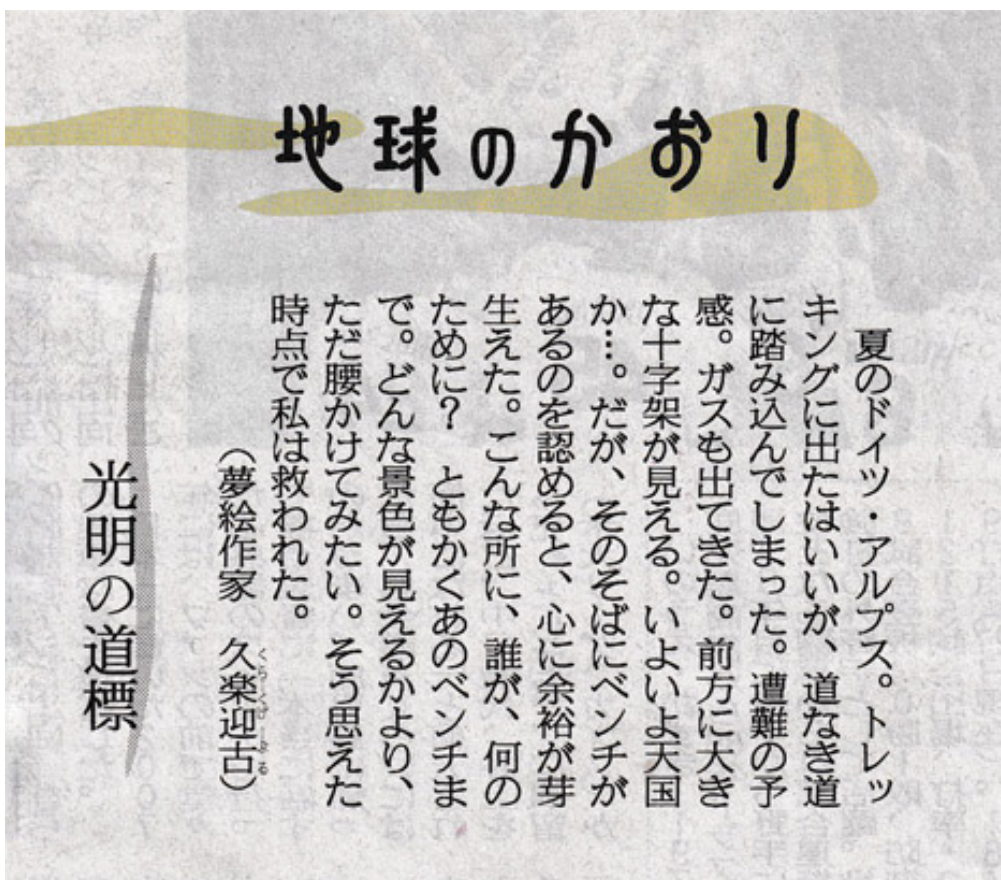 地球のかおり
夏のドイツ・アルプス。トレッ
キングに出たはいいが、道なき道
に踏み込んでしまった。遭難の予
感。ガスも出てきた。前方に大き
な十字架が見える。いよいよ天国
か…。だが、そのそばにベンチが
あるのを認めると、心に余裕が芽
生えた。こんな所に、誰が、何の
ために?　ともかくあのベンチま
で。どんな景色が見えるかより、
ただ腰かけてみたい。そう思えた
時点で私は救われた。
(夢絵作家　久楽迎古)
光明の道標